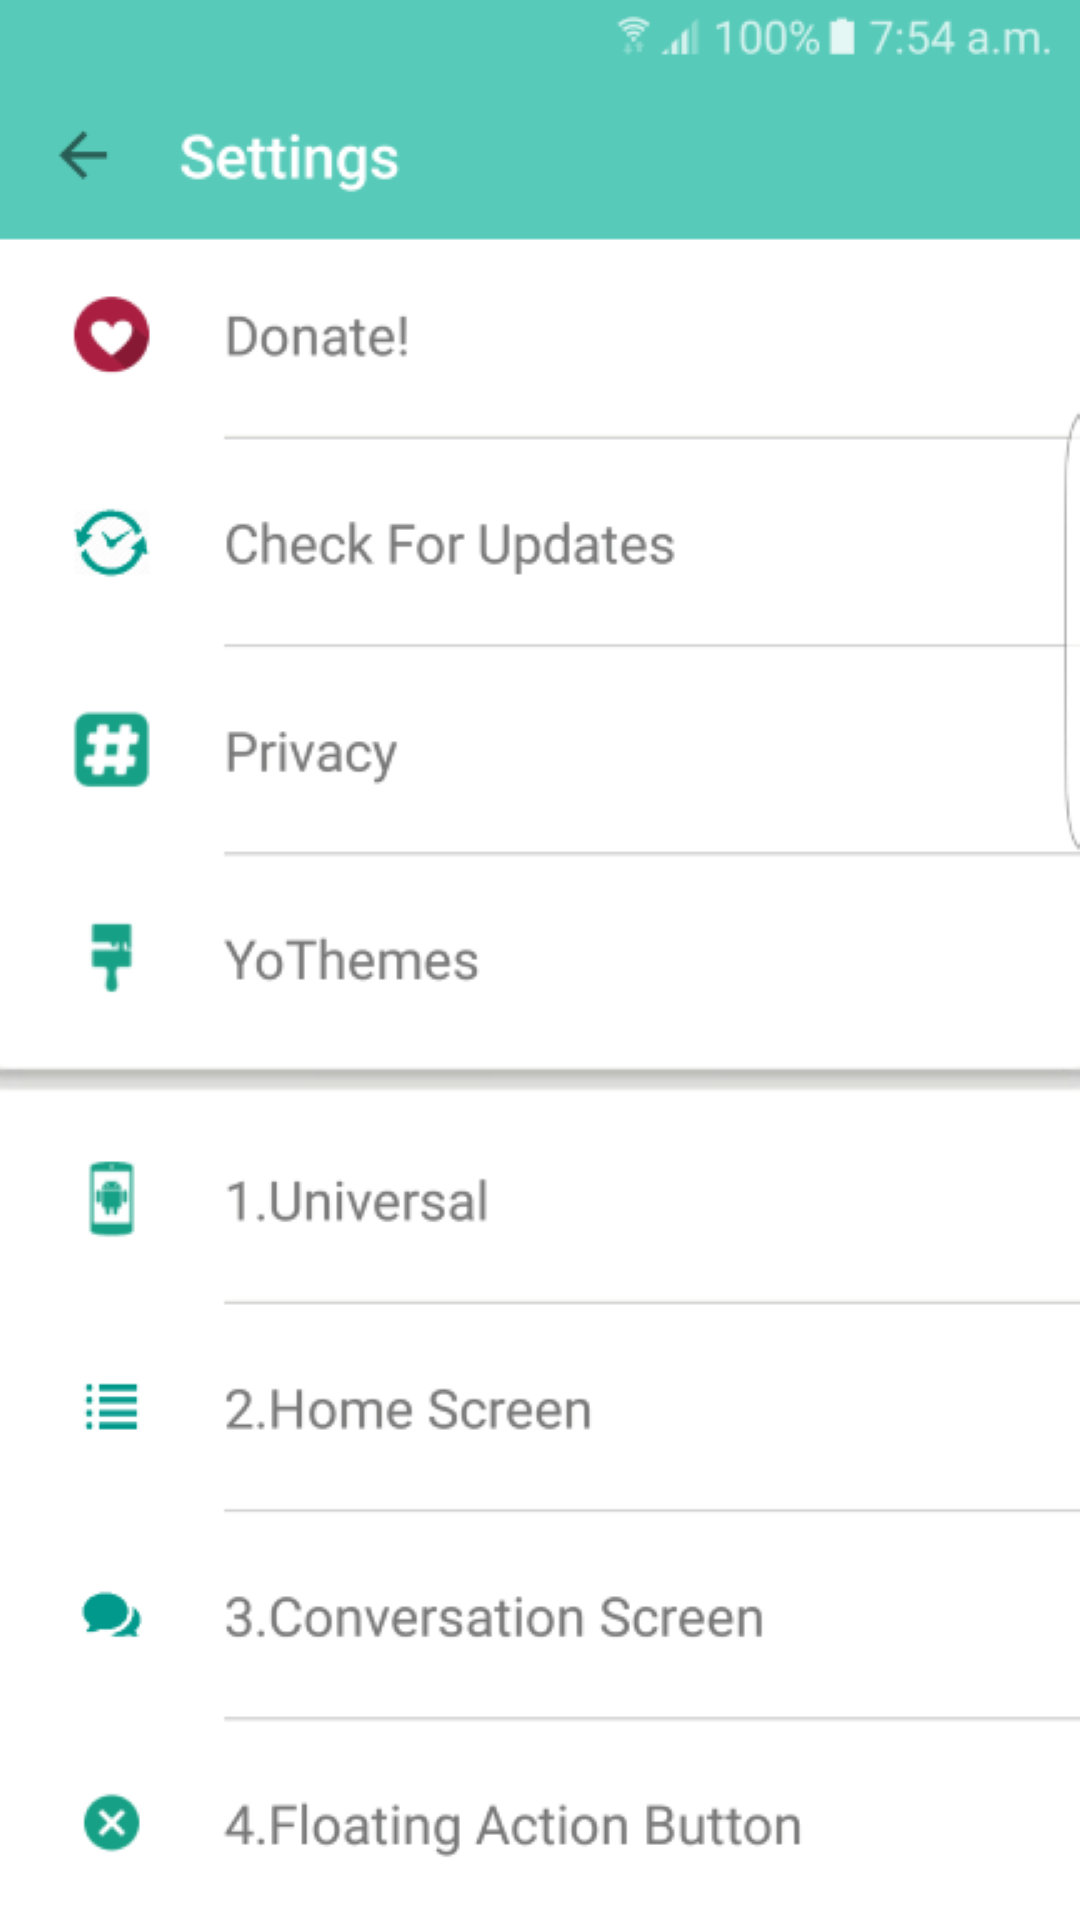 100% 7:54 a.m.
Settings
Donate!
Check For Updates
Privacy
YoThemes
1.Universal
2.Home Screen
3.Conversation Screen
4.Floating Action Button